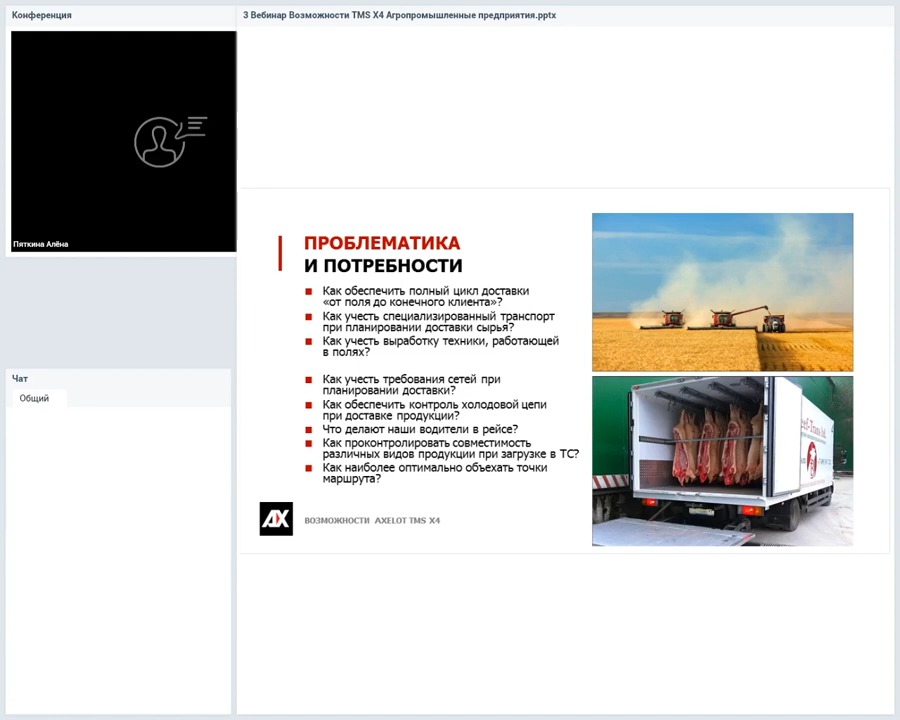 Конференция
3 Вебинар Возможности TMS X4 Агропромышленные предприятия.pptx
Пяткина Алёна
Чат
Общий
ПРОБЛЕМАТИКА
И ПОТРЕБНОСТИ
Как обеспечить полный цикл доставки
«от поля до конечного клиента»?
Как учесть специализированный транспорт
при планировании доставки сырья?
Как учесть выработку техники, работающей
в полях?
Как учесть требования сетей при
планировании доставки?
Как обеспечить контроль холодовой цепи
при доставке продукции?
Что делают наши водители в рейсе?
Как проконтролировать совместимость
различных видов продукции при загрузке в ТС?
Как наиболее оптимально объехать точки
маршрута?
AX
ВОЗМОЖНОСТИ AXELOT TMS X4